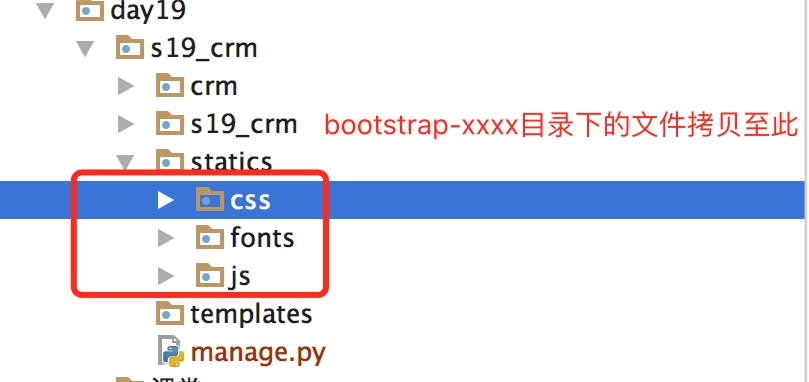 day19
s19_crm
crm
s19_crm bootstrap-xxxx目录下的文件拷贝至此
statics
css
fonts
js
templates
manage.py